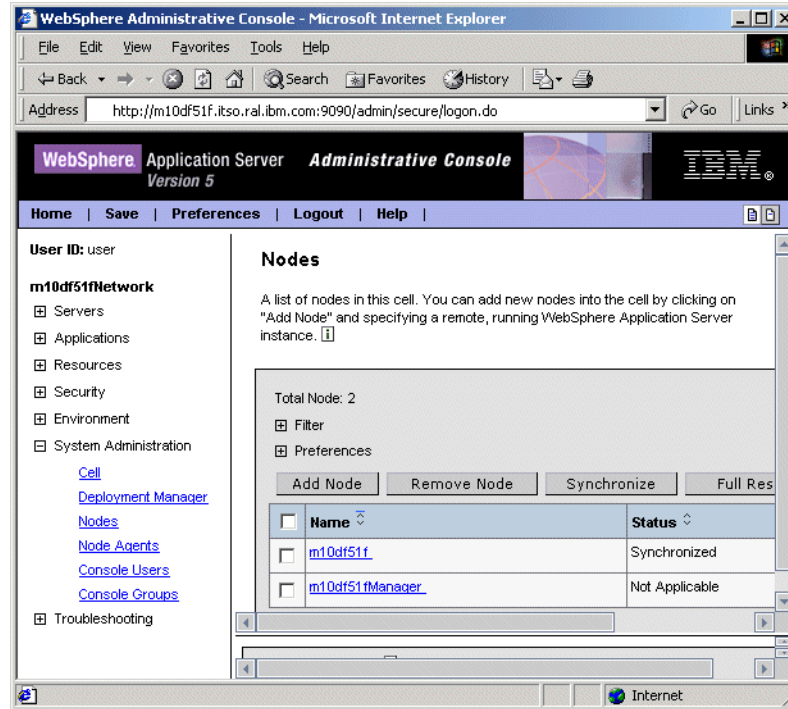 WebSphere Administrative Console - Microsoft Internet Explorer
File Edit View Favorites Tools Help
Back Search Favorites History
Address http://m10df51f.itso.ral.ibm.com:9090/admin/secure/logon.do Go Links
WebSphere Application Server Administrative Console
Version 5
IBM
Home | Save | Preferences | Logout | Help |
User ID: user
m10df51fNetwork
Servers
Applications
Resources
Security
Environment
System Administration
Cell
Deployment Manager
Nodes
Node Agents
Console Users
Console Groups
Troubleshooting
Nodes
A list of nodes in this cell. You can add new nodes into the cell by clicking on
"Add Node" and specifying a remote, running WebSphere Application Server
instance. i
Total Node: 2
Filter
Preferences
Add Node Remove Node Synchronize Full Res
Name Status
m10df51f Synchronized
m10df51fManager Not Applicable
Internet